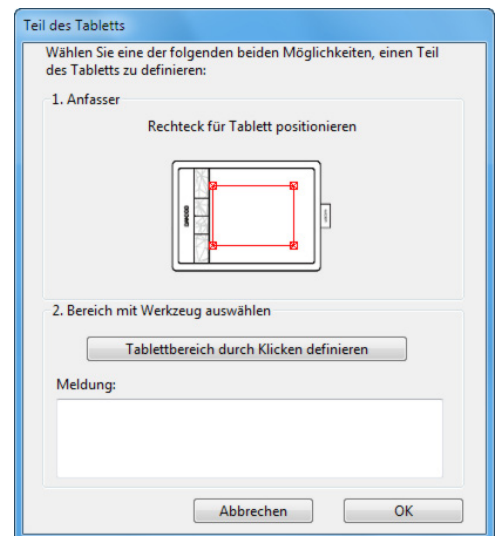 Teil des Tabletts
Wählen Sie eine der folgenden beiden Möglichkeiten, einen Teil
des Tabletts zu definieren:
1. Anfasser
Rechteck für Tablett positionieren
2. Bereich mit Werkzeug auswählen
Tablettbereich durch Klicken definieren
Meldung:
Abbrechen
OK